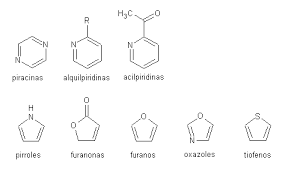 R
H₃C O
N
N
N
N
piracinas alquilpiridinas acilpiridinas
H
N
O
O
O
O
N
S
pirroles furanonas furanos oxazoles tiofenos